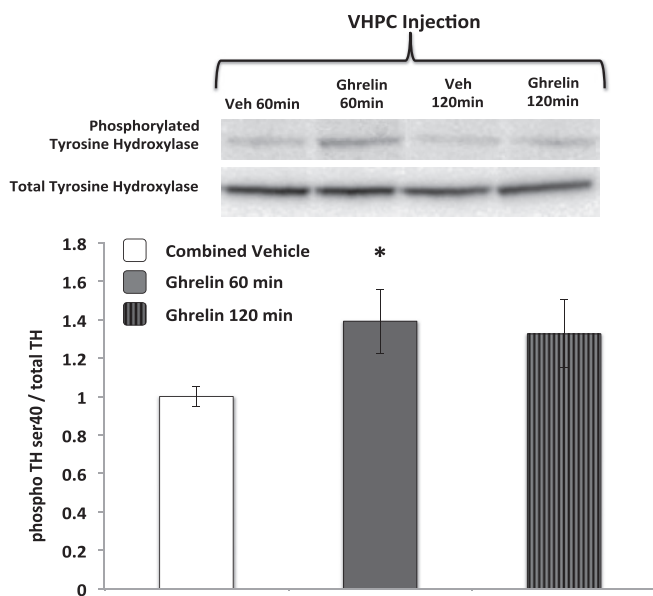 VHPC Injection
Veh 60min
Ghrelin
60min
Veh
120min
Ghrelin
120min
Phosphorylated
Tyrosine Hydroxylase
Total Tyrosine Hydroxylase
phospho TH ser40 / total TH
1.8
1.6
1.4
1.2
1
0.8
0.6
0.4
0.2
0
Combined Vehicle
Ghrelin 60 min
Ghrelin 120 min
*